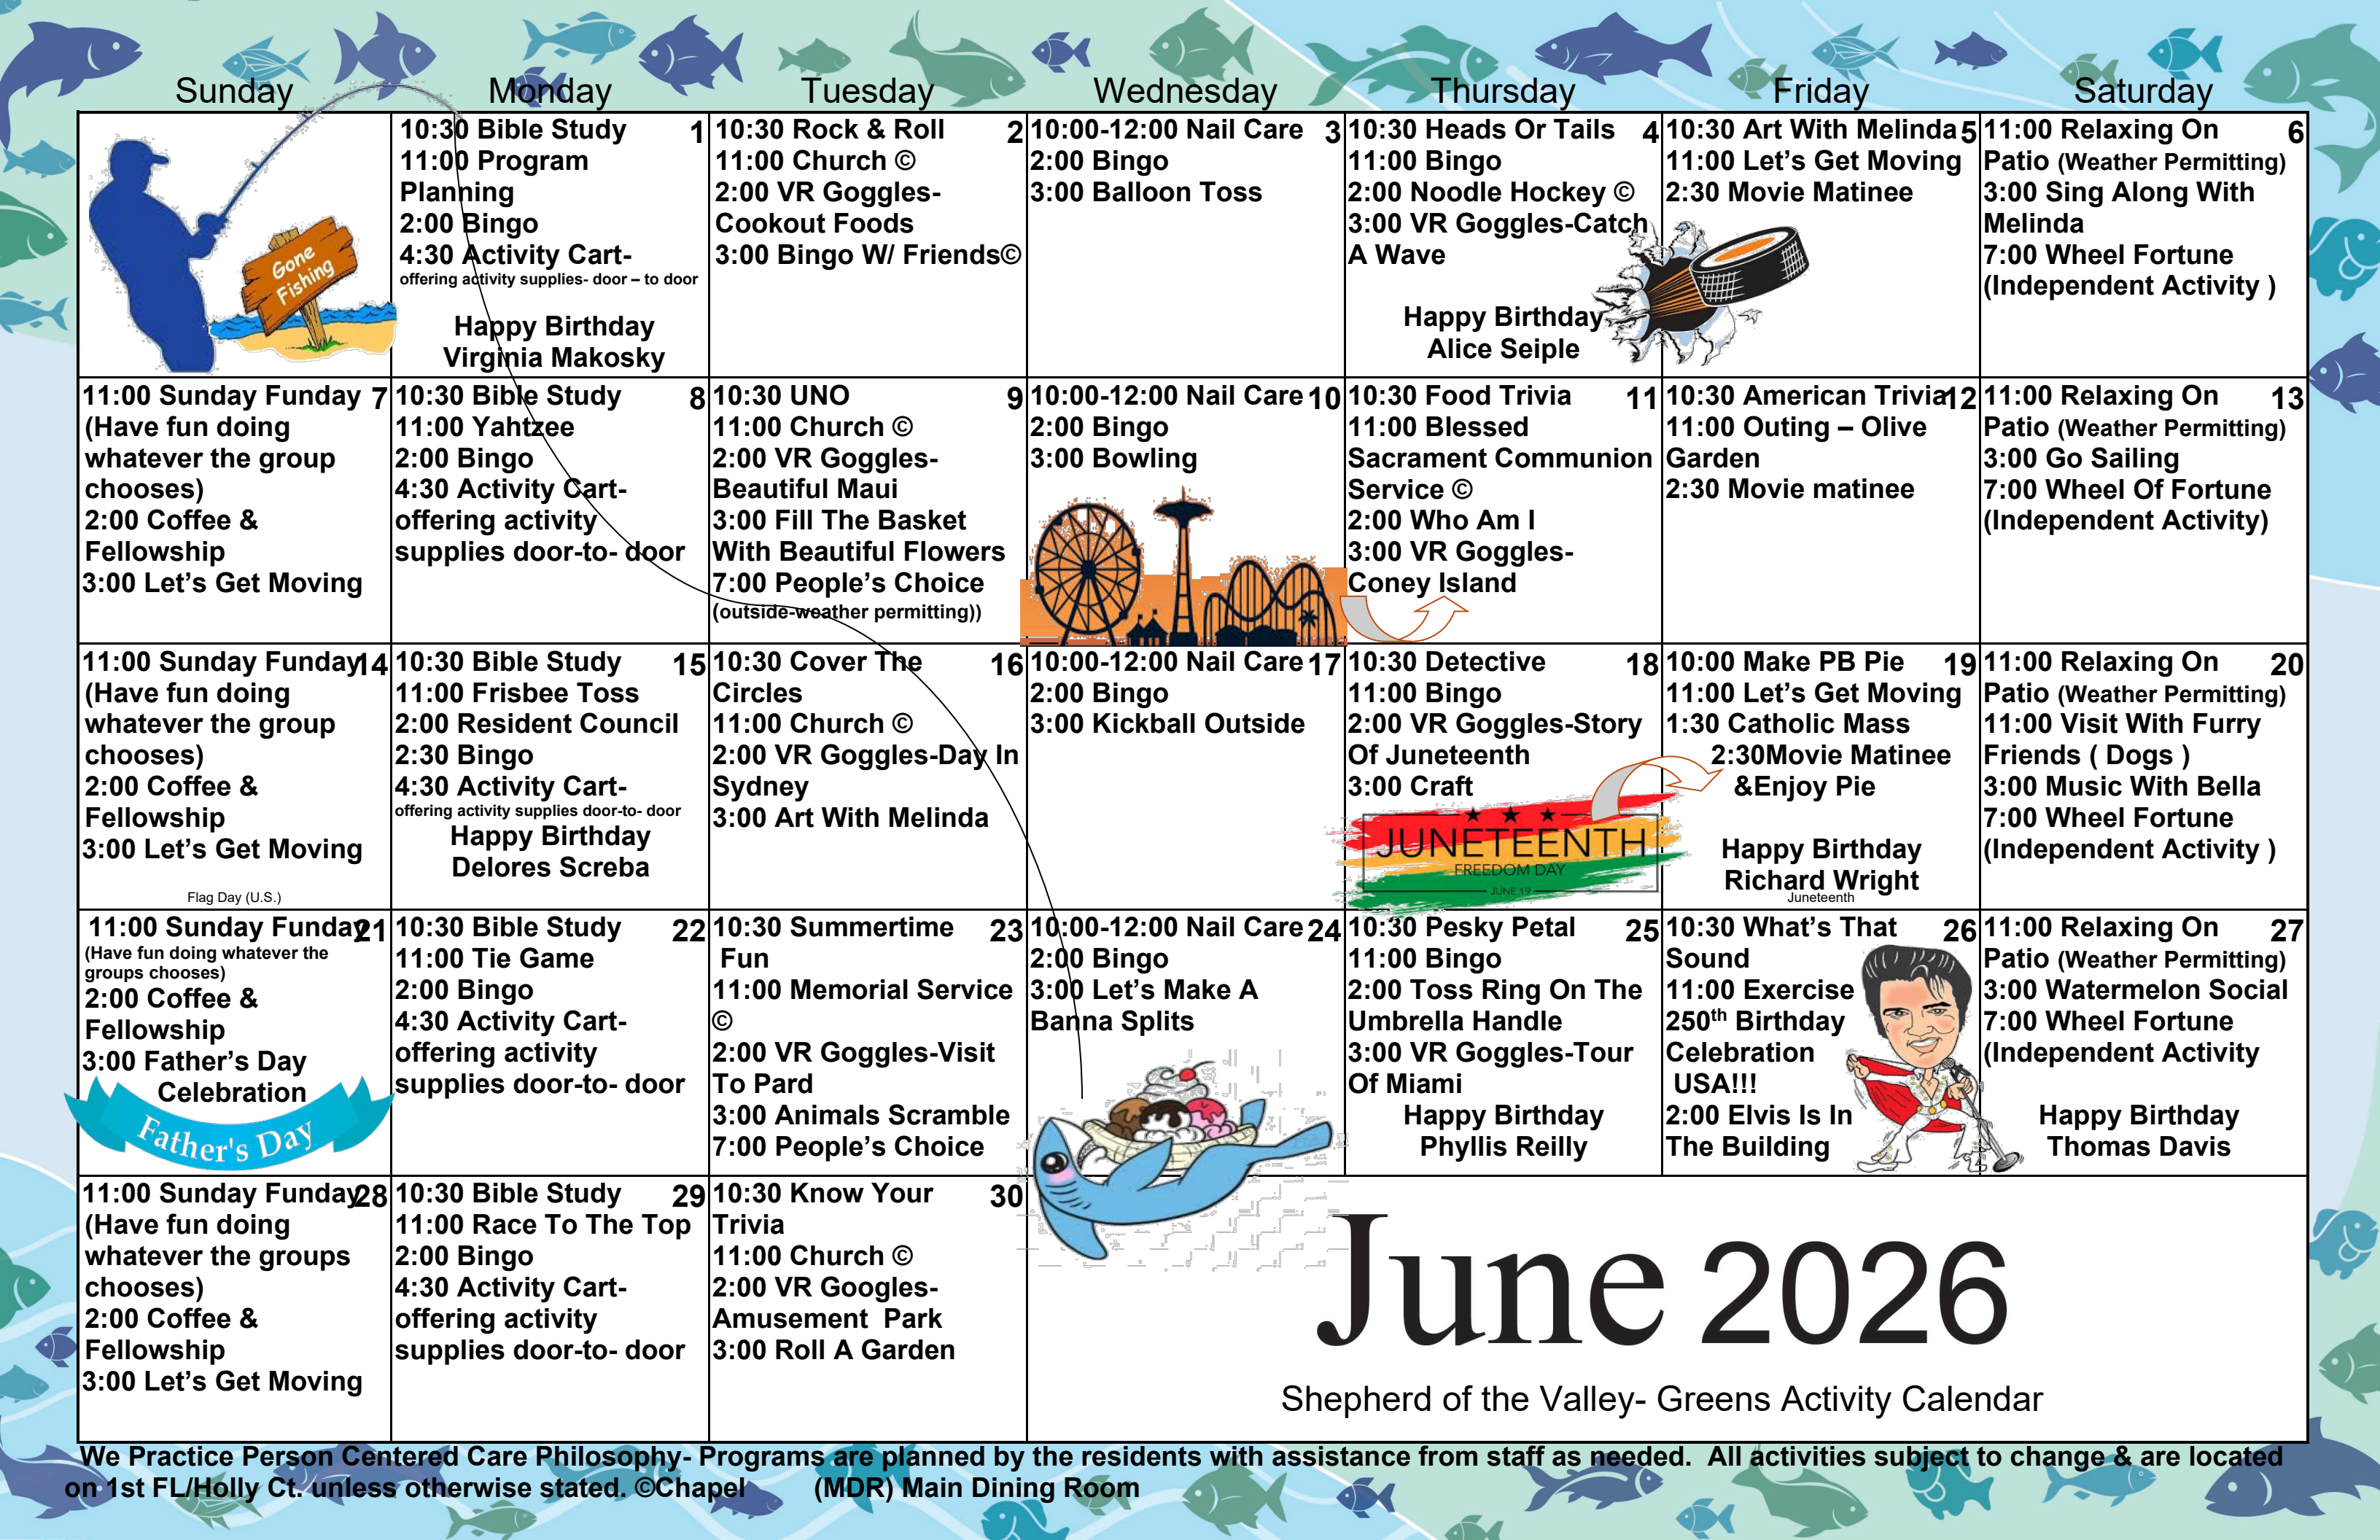 Sunday Monday Tuesday Wednesday Thursday Friday Saturday
Gone
Fishing
10:30 Bible Study 1
11:00 Program
Planning
2:00 Bingo
4:30 Activity Cart-
offering activity supplies- door – to door
Happy Birthday
Virginia Makosky
10:30 Rock & Roll 2
11:00 Church ©
2:00 VR Goggles-
Cookout Foods
3:00 Bingo W/ Friends©
10:00-12:00 Nail Care 3
2:00 Bingo
3:00 Balloon Toss
10:30 Heads Or Tails 4
11:00 Bingo
2:00 Noodle Hockey ©
3:00 VR Goggles-Catch
A Wave
Happy Birthday
Alice Seiple
10:30 Art With Melinda 5
11:00 Let's Get Moving
2:30 Movie Matinee
11:00 Relaxing On 6
Patio (Weather Permitting)
3:00 Sing Along With
Melinda
7:00 Wheel Fortune
(Independent Activity )
11:00 Sunday Funday 7
(Have fun doing
whatever the group
chooses)
2:00 Coffee &
Fellowship
3:00 Let's Get Moving
10:30 Bible Study 8
11:00 Yahtzee
2:00 Bingo
4:30 Activity Cart-
offering activity
supplies door-to- door
10:30 UNO 9
11:00 Church ©
2:00 VR Goggles-
Beautiful Maui
3:00 Fill The Basket
With Beautiful Flowers
7:00 People's Choice
(outside-weather permitting))
10:00-12:00 Nail Care 10
2:00 Bingo
3:00 Bowling
10:30 Food Trivia 11
11:00 Blessed
Sacrament Communion
Service ©
2:00 Who Am I
3:00 VR Goggles-
Coney Island
10:30 American Trivia 12
11:00 Outing – Olive
Garden
2:30 Movie matinee
11:00 Relaxing On 13
Patio (Weather Permitting)
3:00 Go Sailing
7:00 Wheel Of Fortune
(Independent Activity)
11:00 Sunday Funday 14
(Have fun doing
whatever the group
chooses)
2:00 Coffee &
Fellowship
3:00 Let's Get Moving
Flag Day (U.S.)
10:30 Bible Study 15
11:00 Frisbee Toss
2:00 Resident Council
2:30 Bingo
4:30 Activity Cart-
offering activity supplies door-to- door
Happy Birthday
Delores Screba
10:30 Cover The 16
Circles
11:00 Church ©
2:00 VR Goggles-Day In
Sydney
3:00 Art With Melinda
10:00-12:00 Nail Care 17
2:00 Bingo
3:00 Kickball Outside
10:30 Detective 18
11:00 Bingo
2:00 VR Goggles-Story
Of Juneteenth
3:00 Craft
JUNETEENTH
FREEDOM DAY
JUNE 19
10:00 Make PB Pie 19
11:00 Let's Get Moving
1:30 Catholic Mass
2:30Movie Matinee
&Enjoy Pie
Happy Birthday
Richard Wright
Juneteenth
11:00 Relaxing On 20
Patio (Weather Permitting)
11:00 Visit With Furry
Friends ( Dogs )
3:00 Music With Bella
7:00 Wheel Fortune
(Independent Activity )
11:00 Sunday Funday 21
(Have fun doing whatever the
groups chooses)
2:00 Coffee &
Fellowship
3:00 Father's Day
Celebration
Father's Day
10:30 Bible Study 22
11:00 Tie Game
2:00 Bingo
4:30 Activity Cart-
offering activity
supplies door-to- door
10:30 Summertime 23
Fun
11:00 Memorial Service
©
2:00 VR Goggles-Visit
To Pard
3:00 Animals Scramble
7:00 People's Choice
10:00-12:00 Nail Care 24
2:00 Bingo
3:00 Let's Make A
Banna Splits
10:30 Pesky Petal 25
11:00 Bingo
2:00 Toss Ring On The
Umbrella Handle
3:00 VR Goggles-Tour
Of Miami
Happy Birthday
Phyllis Reilly
10:30 What's That 26
Sound
11:00 Exercise
250th Birthday
Celebration
USA!!!
2:00 Elvis Is In
The Building
11:00 Relaxing On 27
Patio (Weather Permitting)
3:00 Watermelon Social
7:00 Wheel Fortune
(Independent Activity
Happy Birthday
Thomas Davis
11:00 Sunday Funday 28
(Have fun doing
whatever the groups
chooses)
2:00 Coffee &
Fellowship
3:00 Let's Get Moving
10:30 Bible Study 29
11:00 Race To The Top
2:00 Bingo
4:30 Activity Cart-
offering activity
supplies door-to- door
10:30 Know Your 30
Trivia
11:00 Church ©
2:00 VR Googles-
Amusement Park
3:00 Roll A Garden
June 2026
Shepherd of the Valley- Greens Activity Calendar
We Practice Person Centered Care Philosophy- Programs are planned by the residents with assistance from staff as needed. All activities subject to change & are located
on 1st FL/Holly Ct. unless otherwise stated. ©Chapel (MDR) Main Dining Room